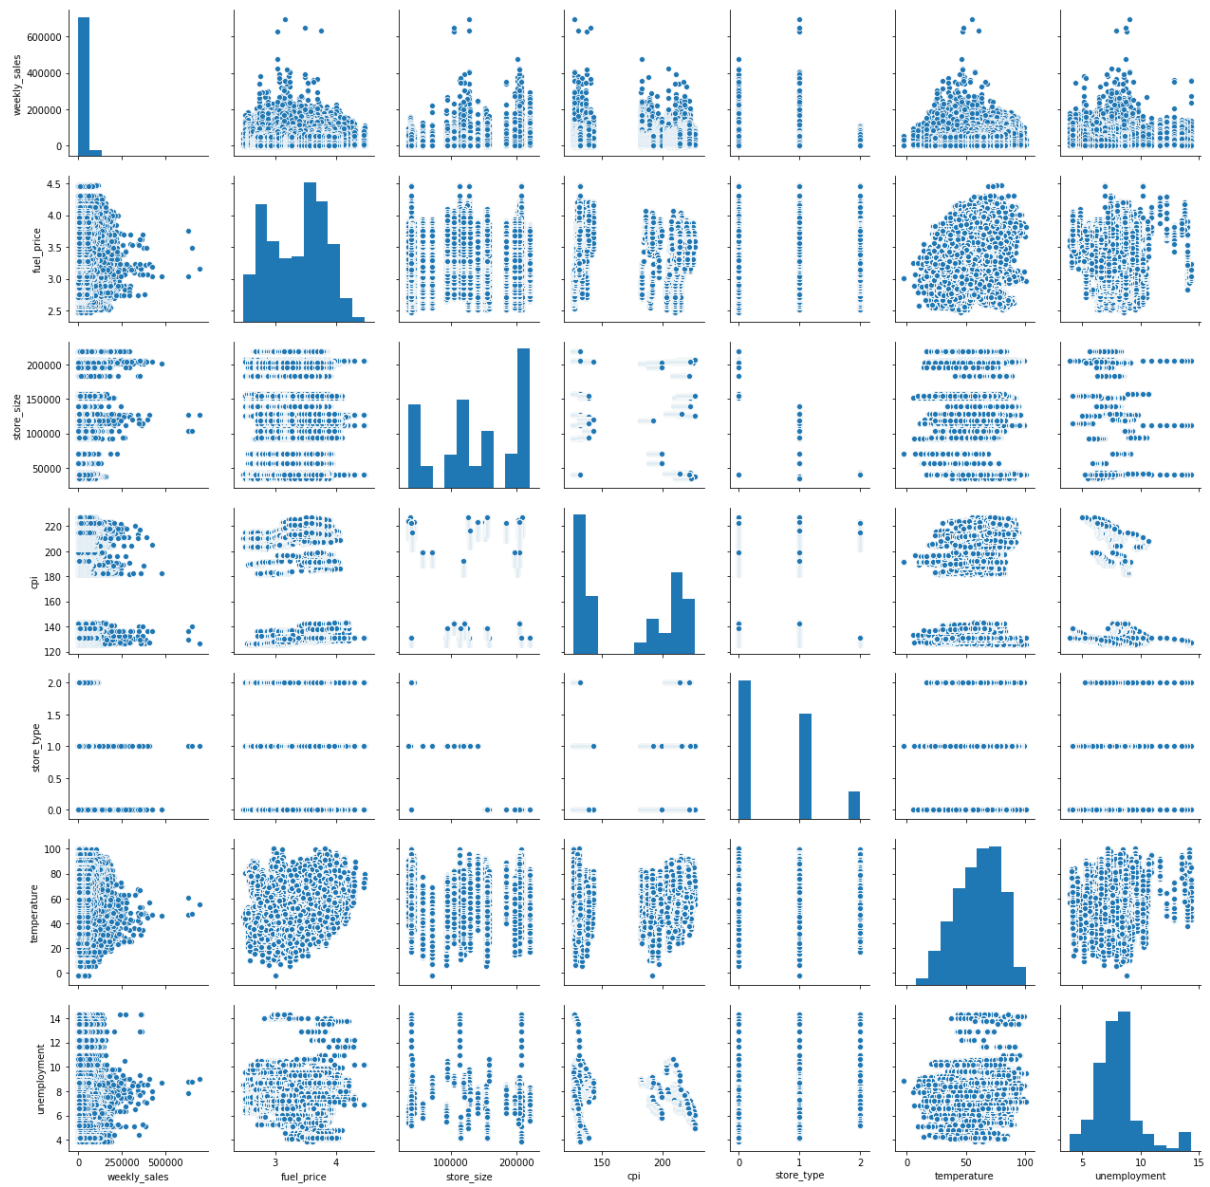 600000
400000
200000
0
weekly_sales
4.5
4.0
3.5
3.0
2.5
fuel_price
200000
150000
100000
50000
store_size
220
200
180
160
140
120
cpi
2.0
1.5
1.0
0.5
0.0
store_type
100
80
60
40
20
0
temperature
14
12
10
8
6
4
unemployment
0 250000 500000
weekly_sales
3 4
fuel_price
100000 200000
store_size
150 200
cpi
0 1 2
store_type
0 50 100
temperature
5 10 15
unemployment